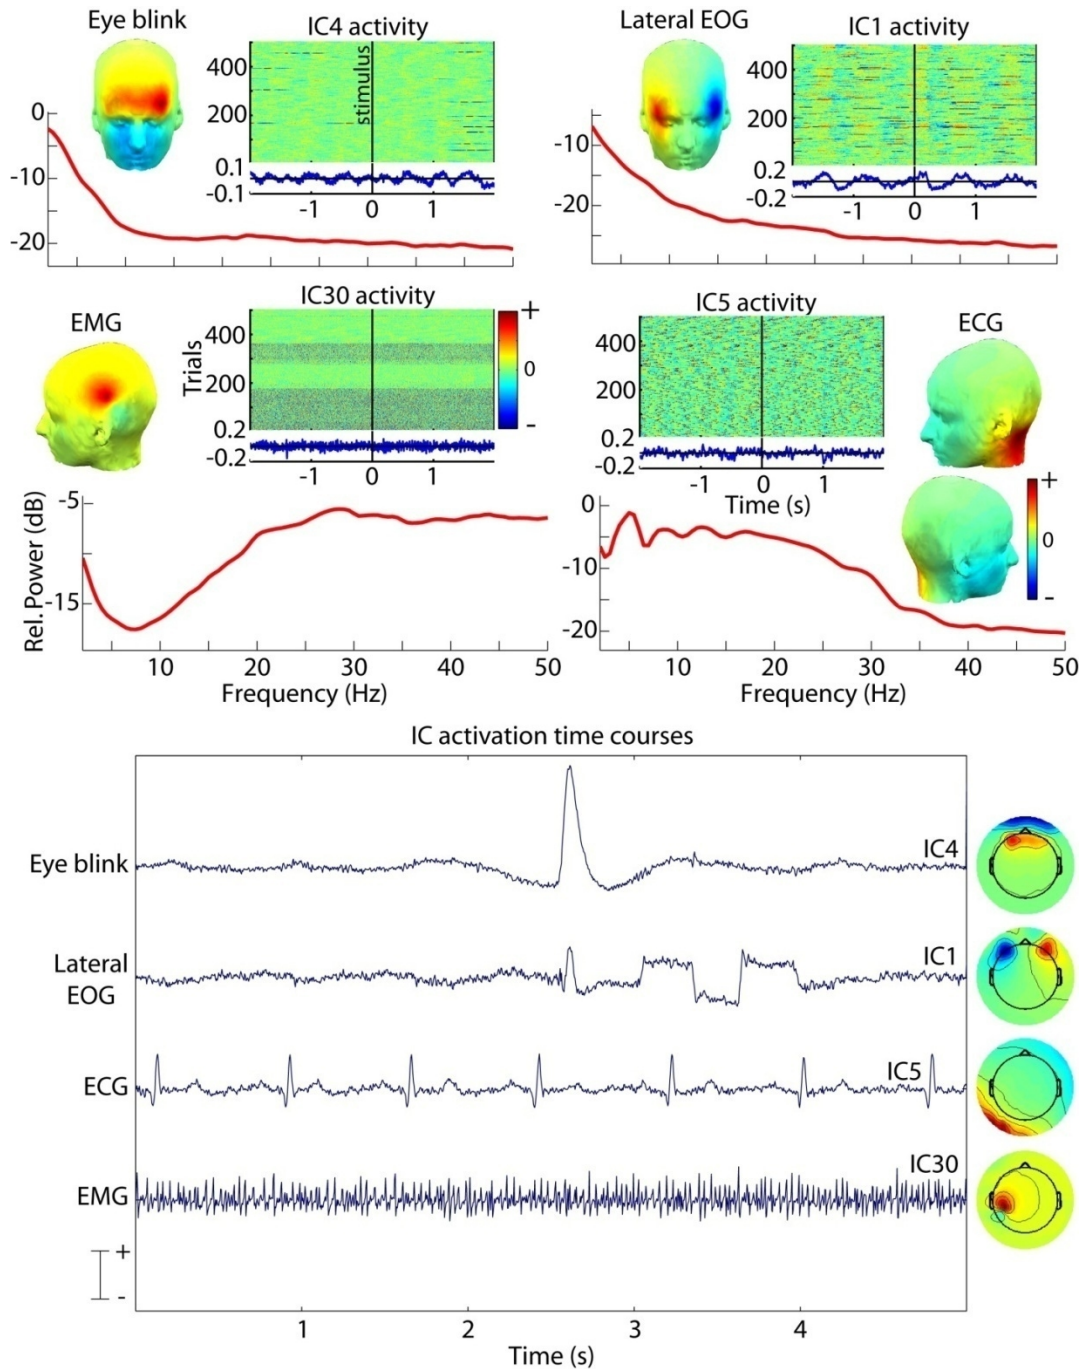 Eye blink
IC4 activity
400
200
stimulus
0.1
-0.1
-1 0 1
0
-10
-20
Lateral EOG
IC1 activity
400
200
0.2
-0.2
-1 0 1
-5
-20
EMG
IC30 activity
Trials
400
200
0.2
-0.2
-1 0 1
+
0
-
-5
-15
Rel.Power (dB)
10 20 30 40 50
Frequency (Hz)
IC5 activity
ECG
400
200
0.2
-0.2
-1 0 1
Time (s)
+
0
-
0
-10
-20
10 20 30 40 50
Frequency (Hz)
IC activation time courses
Eye blink
IC4
Lateral
EOG
IC1
ECG
IC5
EMG
IC30
+
-
1 2 3 4
Time (s)